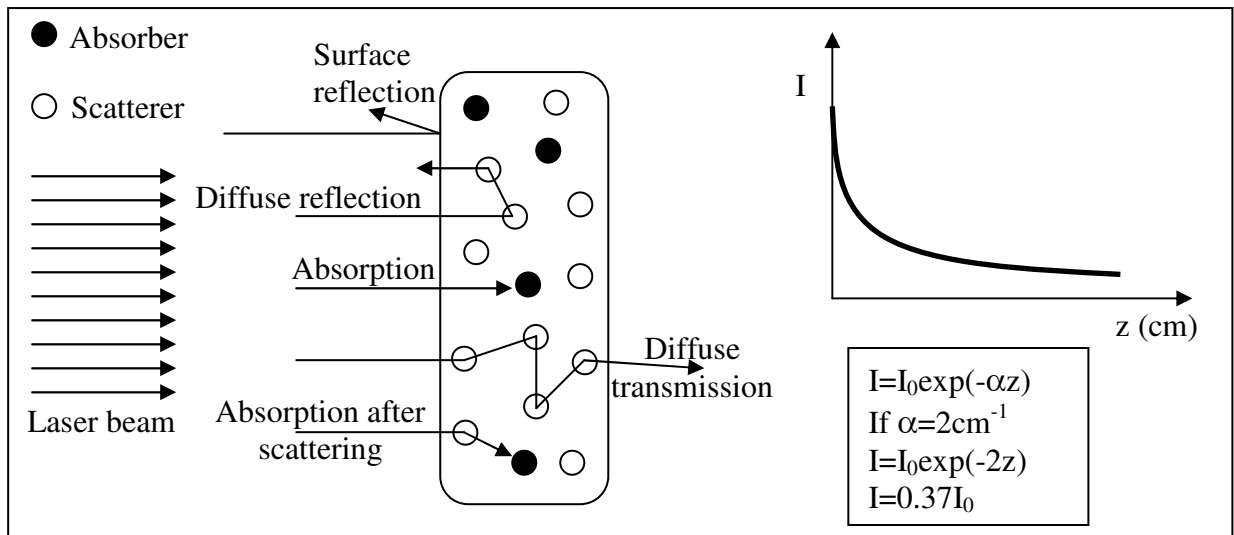 Absorber
Scatterer
Surface
reflection
Diffuse reflection
Absorption
Diffuse
transmission
Absorption after
scattering
Laser beam
I
z (cm)
I=I₀exp(-αz)
If α=2cm⁻¹
I=I₀exp(-2z)
I=0.37I₀